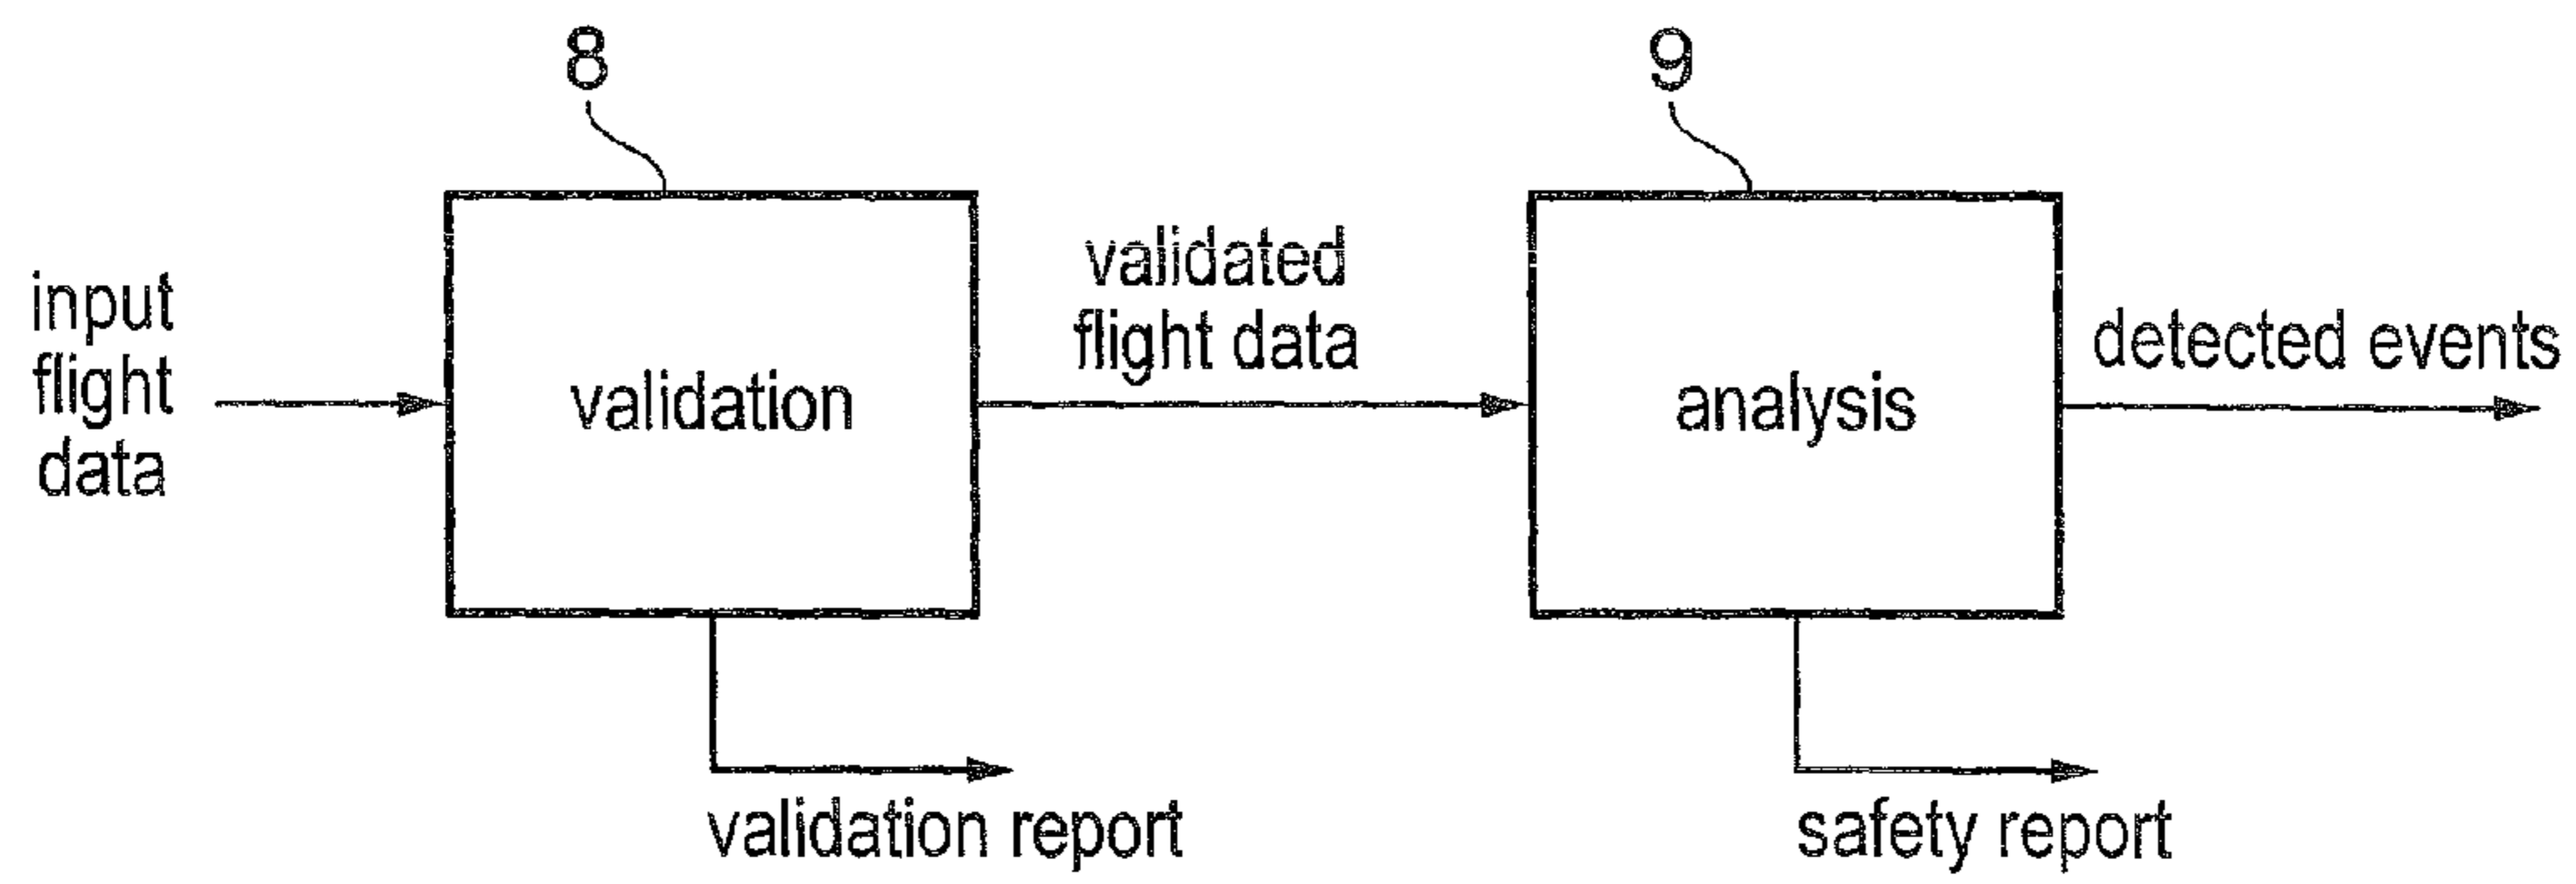 8
9
input
flight
data
validation
validated
flight data
analysis
detected events
validation report
safety report